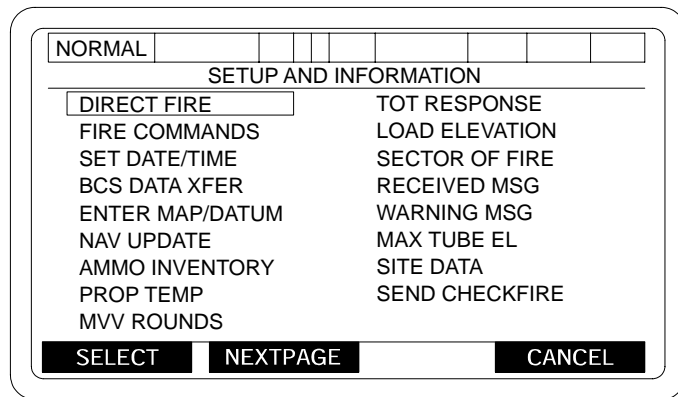 NORMAL
SETUP AND INFORMATION
DIRECT FIRE
FIRE COMMANDS
SET DATE/TIME
BCS DATA XFER
ENTER MAP/DATUM
NAV UPDATE
AMMO INVENTORY
PROP TEMP
MVV ROUNDS
TOT RESPONSE
LOAD ELEVATION
SECTOR OF FIRE
RECEIVED MSG
WARNING MSG
MAX TUBE EL
SITE DATA
SEND CHECKFIRE
SELECT NEXTPAGE CANCEL